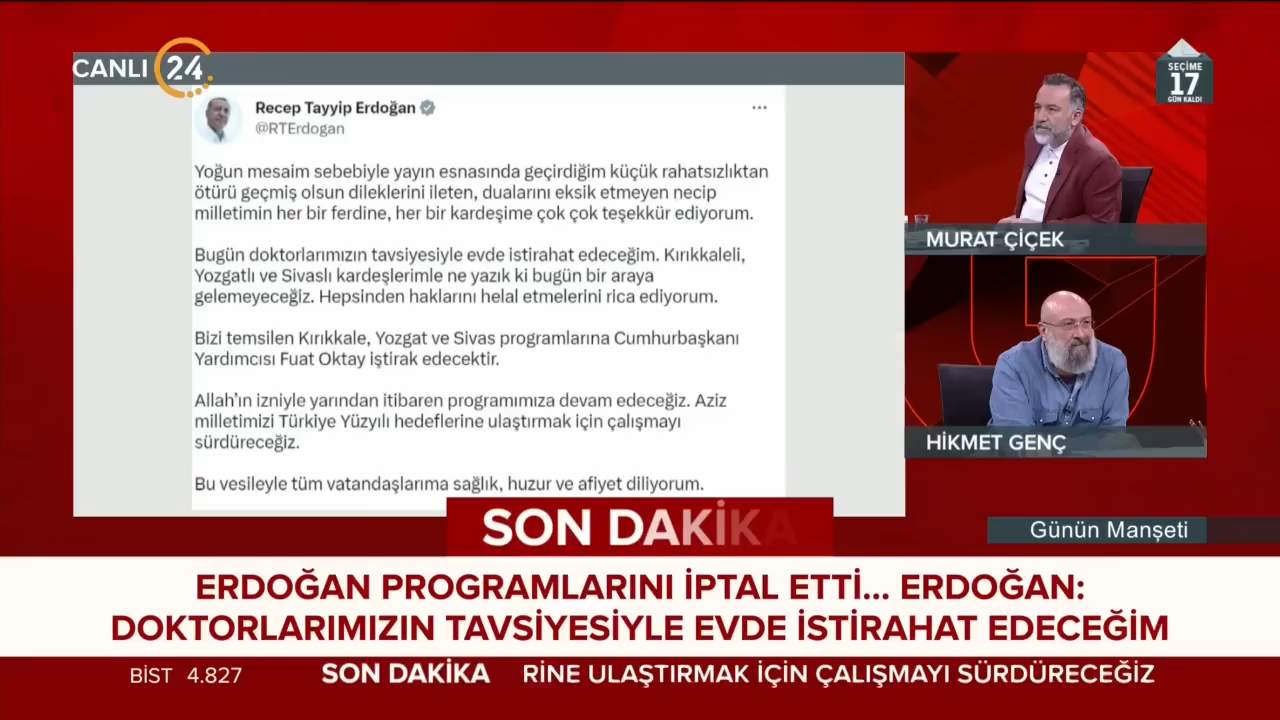 CANLI 24
SEÇİME
17
GÜN KALDI
Recep Tayyip Erdoğan
@RTErdogan
Yoğun mesaim sebebiyle yayın esnasında geçirdiğim küçük rahatsızlıktan
ötürü geçmiş olsun dileklerini ileten, dualarını eksik etmeyen necip
milletimin her bir ferdine, her bir kardeşime çok çok teşekkür ediyorum.
Bugün doktorlarımızın tavsiyesiyle evde istirahat edeceğim. Kırıkkaleli,
Yozgatlı ve Sivaslı kardeşlerimle ne yazık ki bugün bir araya
gelemeyeceğiz. Hepsinden haklarını helal etmelerini rica ediyorum.
Bizi temsilen Kırıkkale, Yozgat ve Sivas programlarına Cumhurbaşkanı
Yardımcısı Fuat Oktay iştirak edecektir.
Allah'ın izniyle yarından itibaren programımıza devam edeceğiz. Aziz
milletimizi Türkiye Yüzyılı hedeflerine ulaştırmak için çalışmayı
sürdüreceğiz.
Bu vesileyle tüm vatandaşlarıma sağlık, huzur ve afiyet diliyorum.
MURAT ÇİÇEK
HİKMET GENÇ
Günün Manşeti
SON DAKİKA
ERDOĞAN PROGRAMLARINI İPTAL ETTİ... ERDOĞAN:
DOKTORLARIMIZIN TAVSİYESİYLE EVDE İSTİRAHAT EDECEĞİM
BİST 4.827 SON DAKİKA RİNE ULAŞTIRMAK İÇİN ÇALIŞMAYI SÜRDÜRECEĞİZ